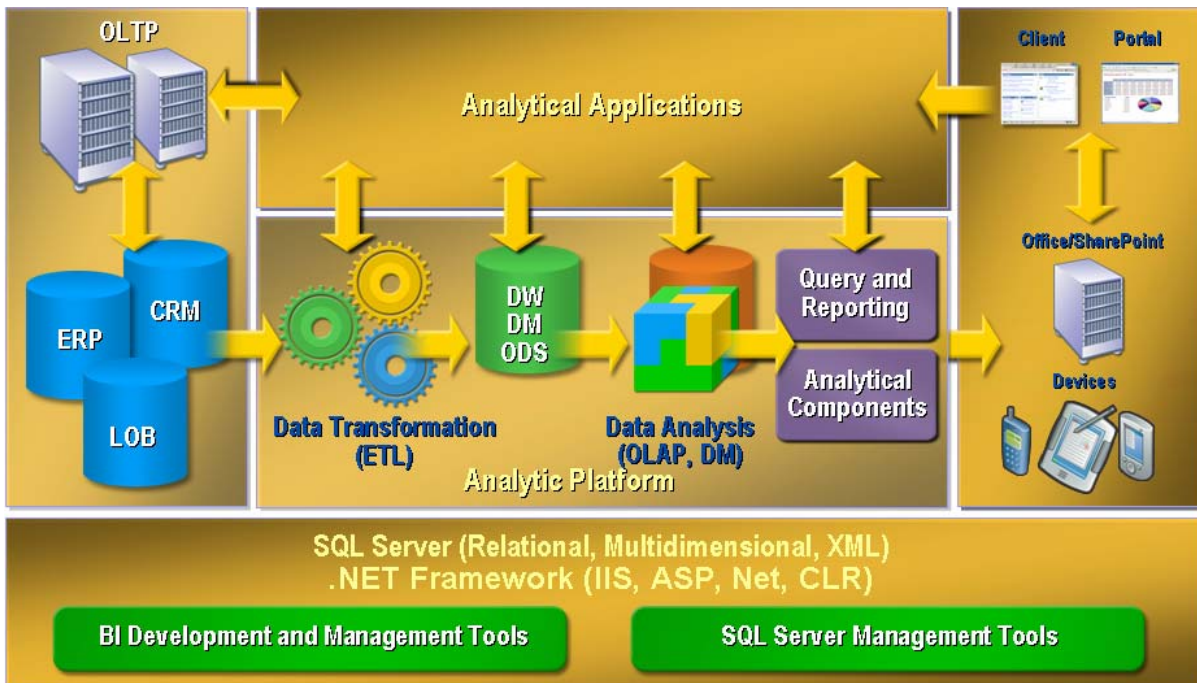 OLTP
ERP
CRM
LOB
Analytical Applications
Data Transformation
(ETL)
DW
DM
ODS
Data Analysis
(OLAP, DM)
Query and
Reporting
Analytical
Components
Analytic Platform
Client
Portal
Office/SharePoint
Devices
SQL Server (Relational, Multidimensional, XML)
.NET Framework (IIS, ASP, Net, CLR)
BI Development and Management Tools
SQL Server Management Tools